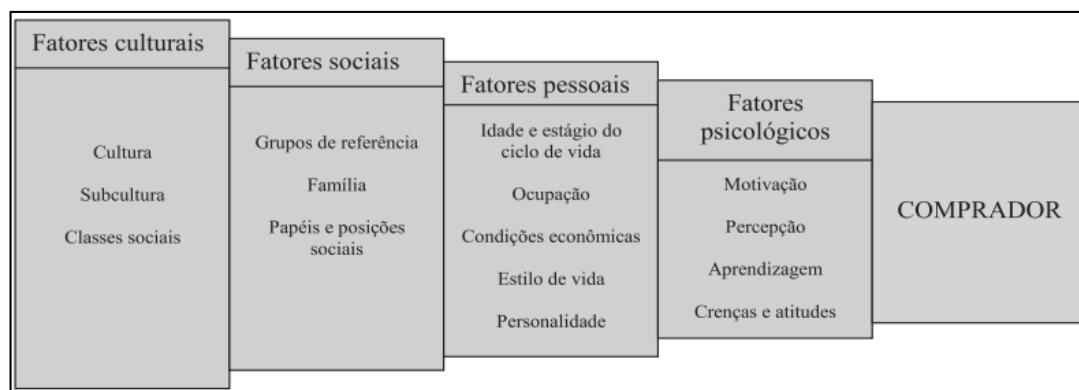 Fatores culturais
Cultura
Subcultura
Classes sociais
Fatores sociais
Grupos de referência
Família
Papéis e posições
sociais
Fatores pessoais
Idade e estágio do
ciclo de vida
Ocupação
Condições econômicas
Estilo de vida
Personalidade
Fatores
psicológicos
Motivação
Percepção
Aprendizagem
Crenças e atitudes
COMPRADOR